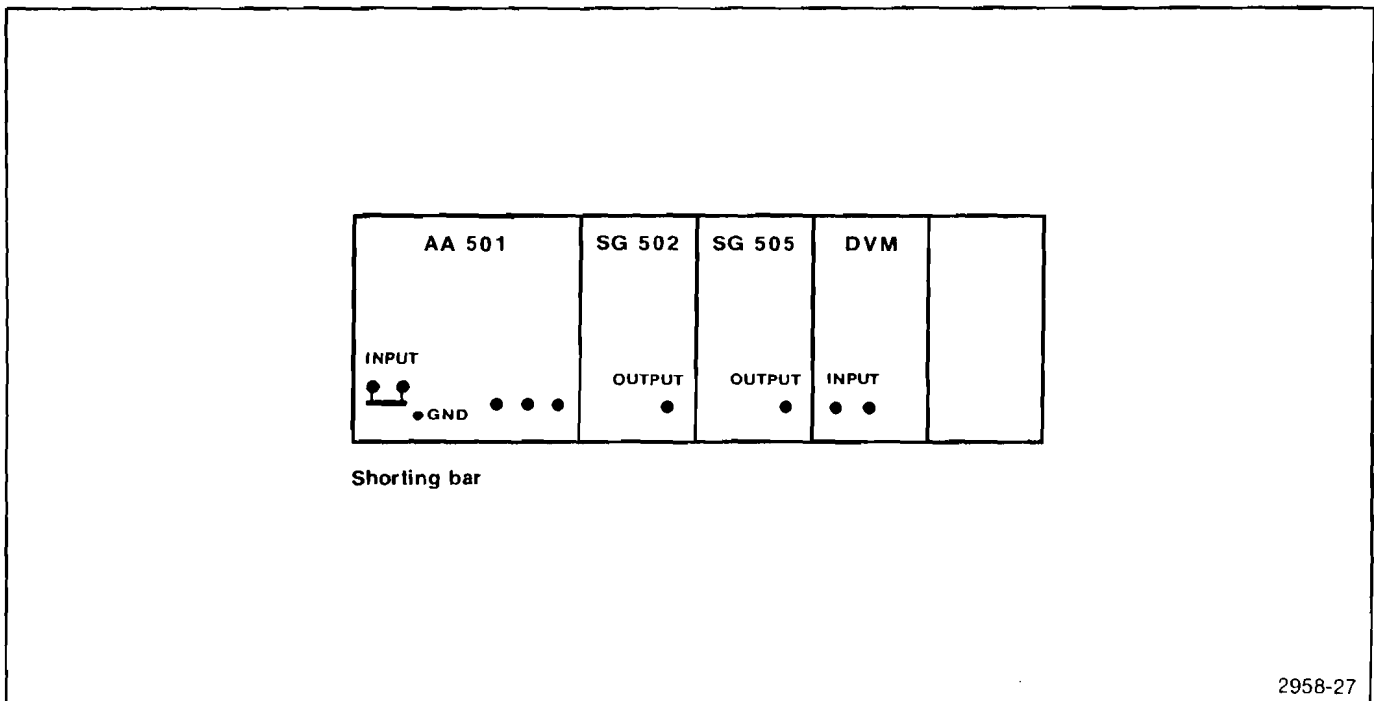 AA 501 SG 502 SG 505 DVM
INPUT
OUTPUT OUTPUT INPUT
GND
Shorting bar
2958-27